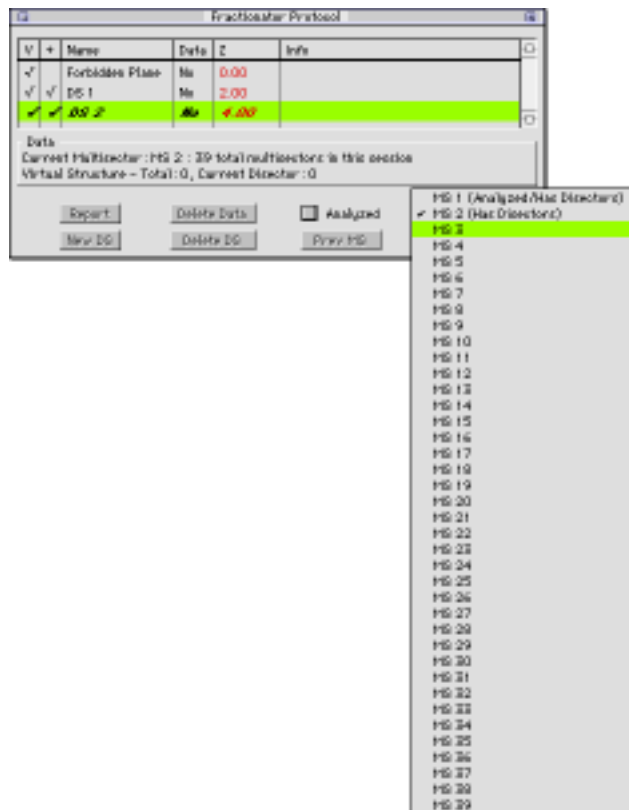 Fractionator Protocol
V + Name Data Z Info
√ Forbidden Plane No 0.00
√ √ DS 1 No 2.00
✓ ✓ DS 2 No 4.00
Data
Current Multisector : MS 2 : 39 total multisectors in this session
Virtual Structure - Total : 0, Current Disector : 0
Report Delete Data Analyzed
New DS Delete DS Prev MS
MS 1 (Analyzed/Has Disectors)
✓ MS 2 (Has Disectors)
MS 3
MS 4
MS 5
MS 6
MS 7
MS 8
MS 9
MS 10
MS 11
MS 12
MS 13
MS 14
MS 15
MS 16
MS 17
MS 18
MS 19
MS 20
MS 21
MS 22
MS 23
MS 24
MS 25
MS 26
MS 27
MS 28
MS 29
MS 30
MS 31
MS 32
MS 33
MS 34
MS 35
MS 36
MS 37
MS 38
MS 39